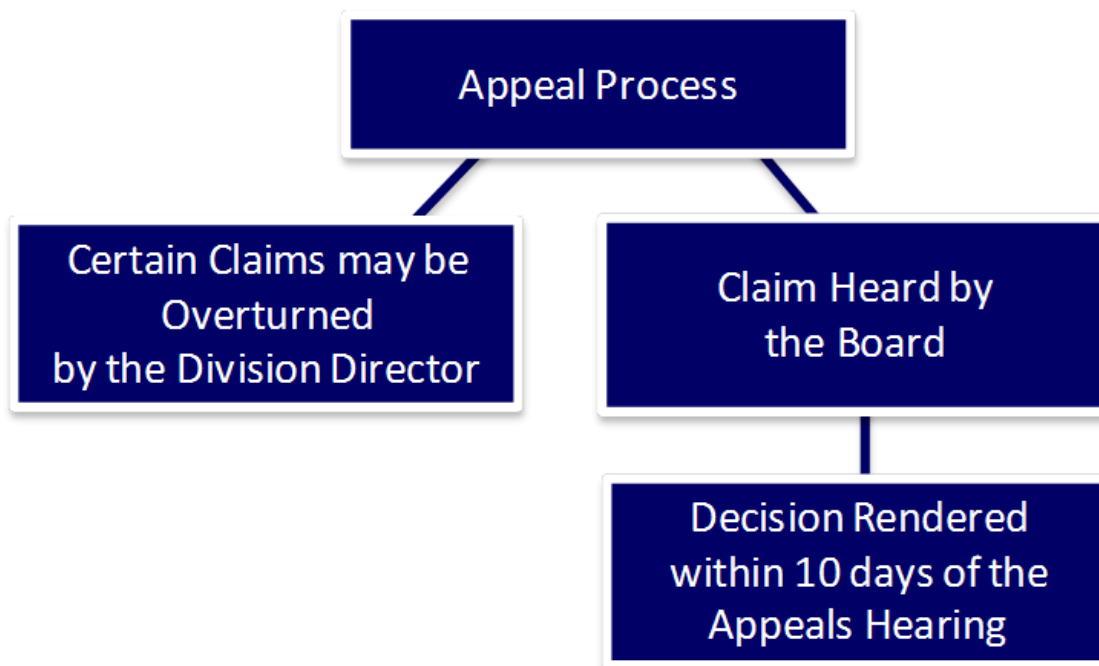 Appeal Process
Certain Claims may be
Overturned
by the Division Director
Claim Heard by
the Board
Decision Rendered
within 10 days of the
Appeals Hearing